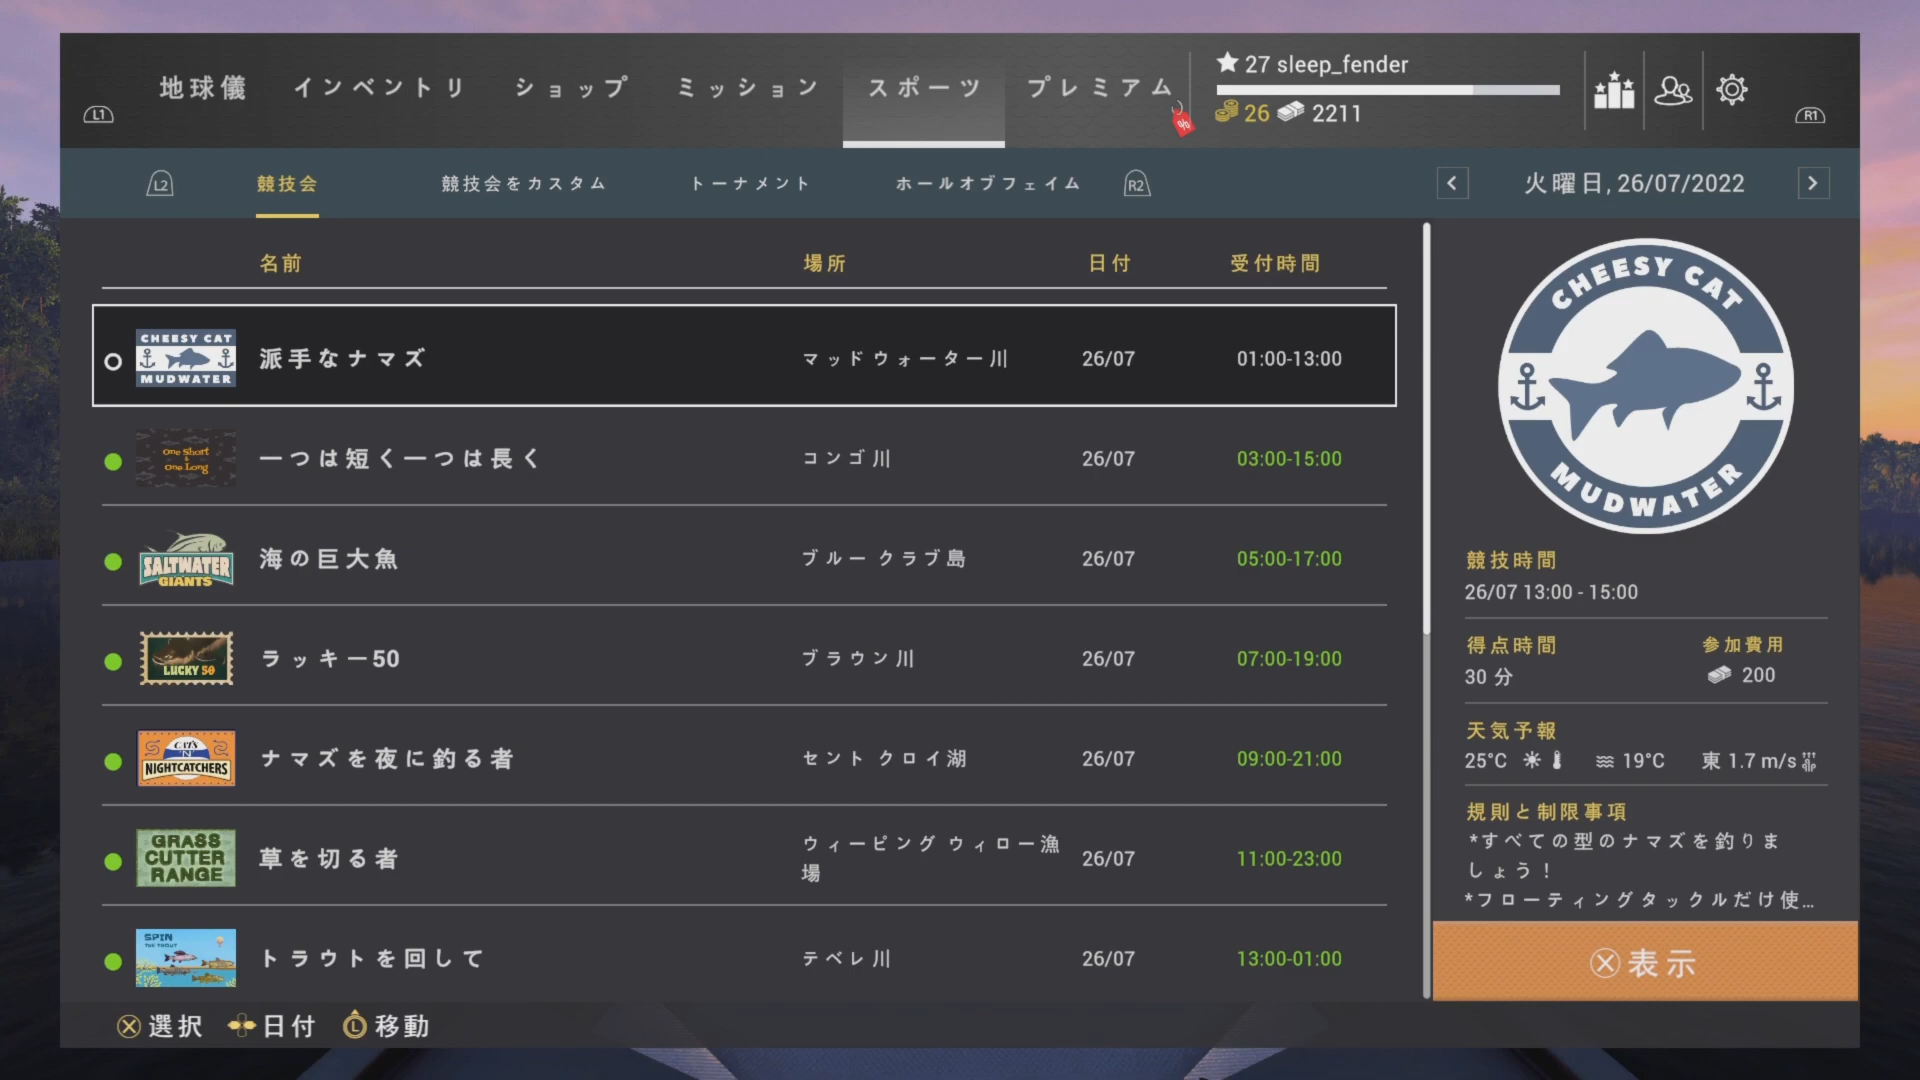 地球儀 インベントリ ショップ ミッション スポーツ プレミアム
%
27 sleep_fender
26 2211
L1
R1
L2 競技会 競技会をカスタム トーナメント ホールオブフェイム R2
火曜日, 26/07/2022
名前 場所 日付 受付時間
CHEESY CAT
MUDWATER
派手なナマズ マッドウォーター川 26/07 01:00-13:00
One Short
&
One Long
一つは短く一つは長く コンゴ川 26/07 03:00-15:00
SALTWATER
GIANTS
海の巨大魚 ブルー クラブ島 26/07 05:00-17:00
LUCKY 50
ラッキー50 ブラウン川 26/07 07:00-19:00
CATS
'N'
NIGHTCATCHERS
ナマズを夜に釣る者 セント クロイ湖 26/07 09:00-21:00
GRASS
CUTTER
RANGE
草を切る者 ウィーピング ウィロー漁
場
26/07 11:00-23:00
SPIN
THE TROUT
トラウトを回して テベレ川 26/07 13:00-01:00
CHEESY CAT
MUDWATER
競技時間
26/07 13:00 - 15:00
得点時間 参加費用
30 分 200
天気予報
25°C 19°C 東 1.7 m/s
規則と制限事項
*すべての型のナマズを釣りま
しょう！
*フローティングタックルだけ使...
表示
選択 日付 L 移動